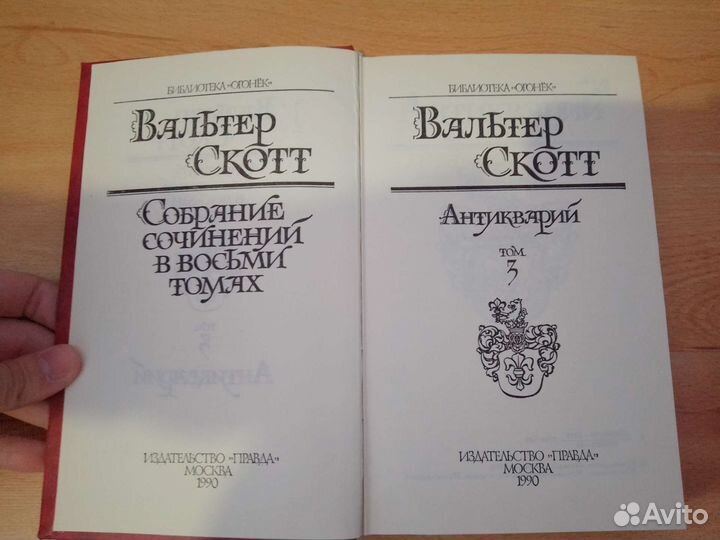 БИБЛИОТЕКА «ОГОНЁК»
ВАЛЬТЕР
СКОТТ
СОБРАНИЕ
СОЧИНЕНИЙ
В ВОСЬМИ
ТОМАХ
ИЗДАТЕЛЬСТВО «ПРАВДА»
МОСКВА
1990
БИБЛИОТЕКА «ОГОНЁК»
ВАЛЬТЕР
СКОТТ
АНТИКВАРИЙ
ТОМ
3
ИЗДАТЕЛЬСТВО «ПРАВДА»
МОСКВА
1990
Avito